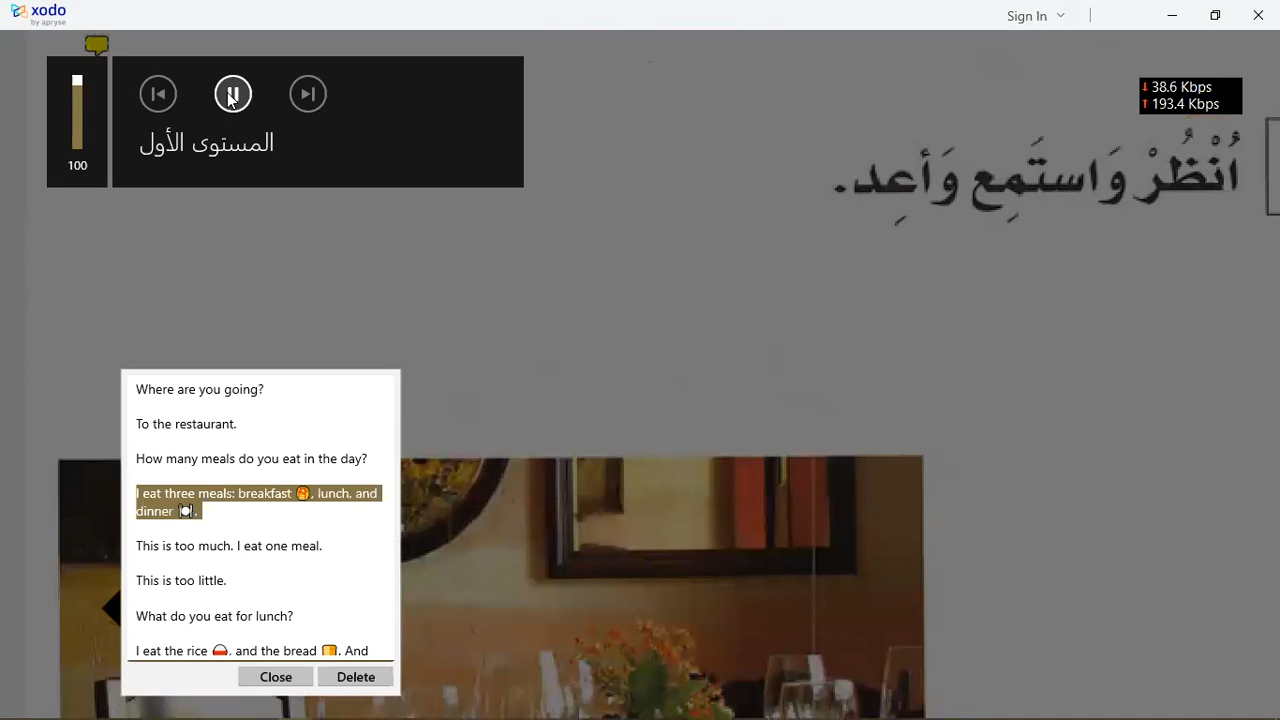 xodo
by apryse
Sign In
100
المستوى الأول
↓ 38.6 Kbps
↑ 193.4 Kbps
اُنْظُرْ وَاستَمِع وَأعِد.
Where are you going?
To the restaurant.
How many meals do you eat in the day?
I eat three meals: breakfast 🥞, lunch, and
dinner 🍽.
This is too much. I eat one meal.
This is too little.
What do you eat for lunch?
I eat the rice 🍚. and the bread 🍞. And
Close
Delete